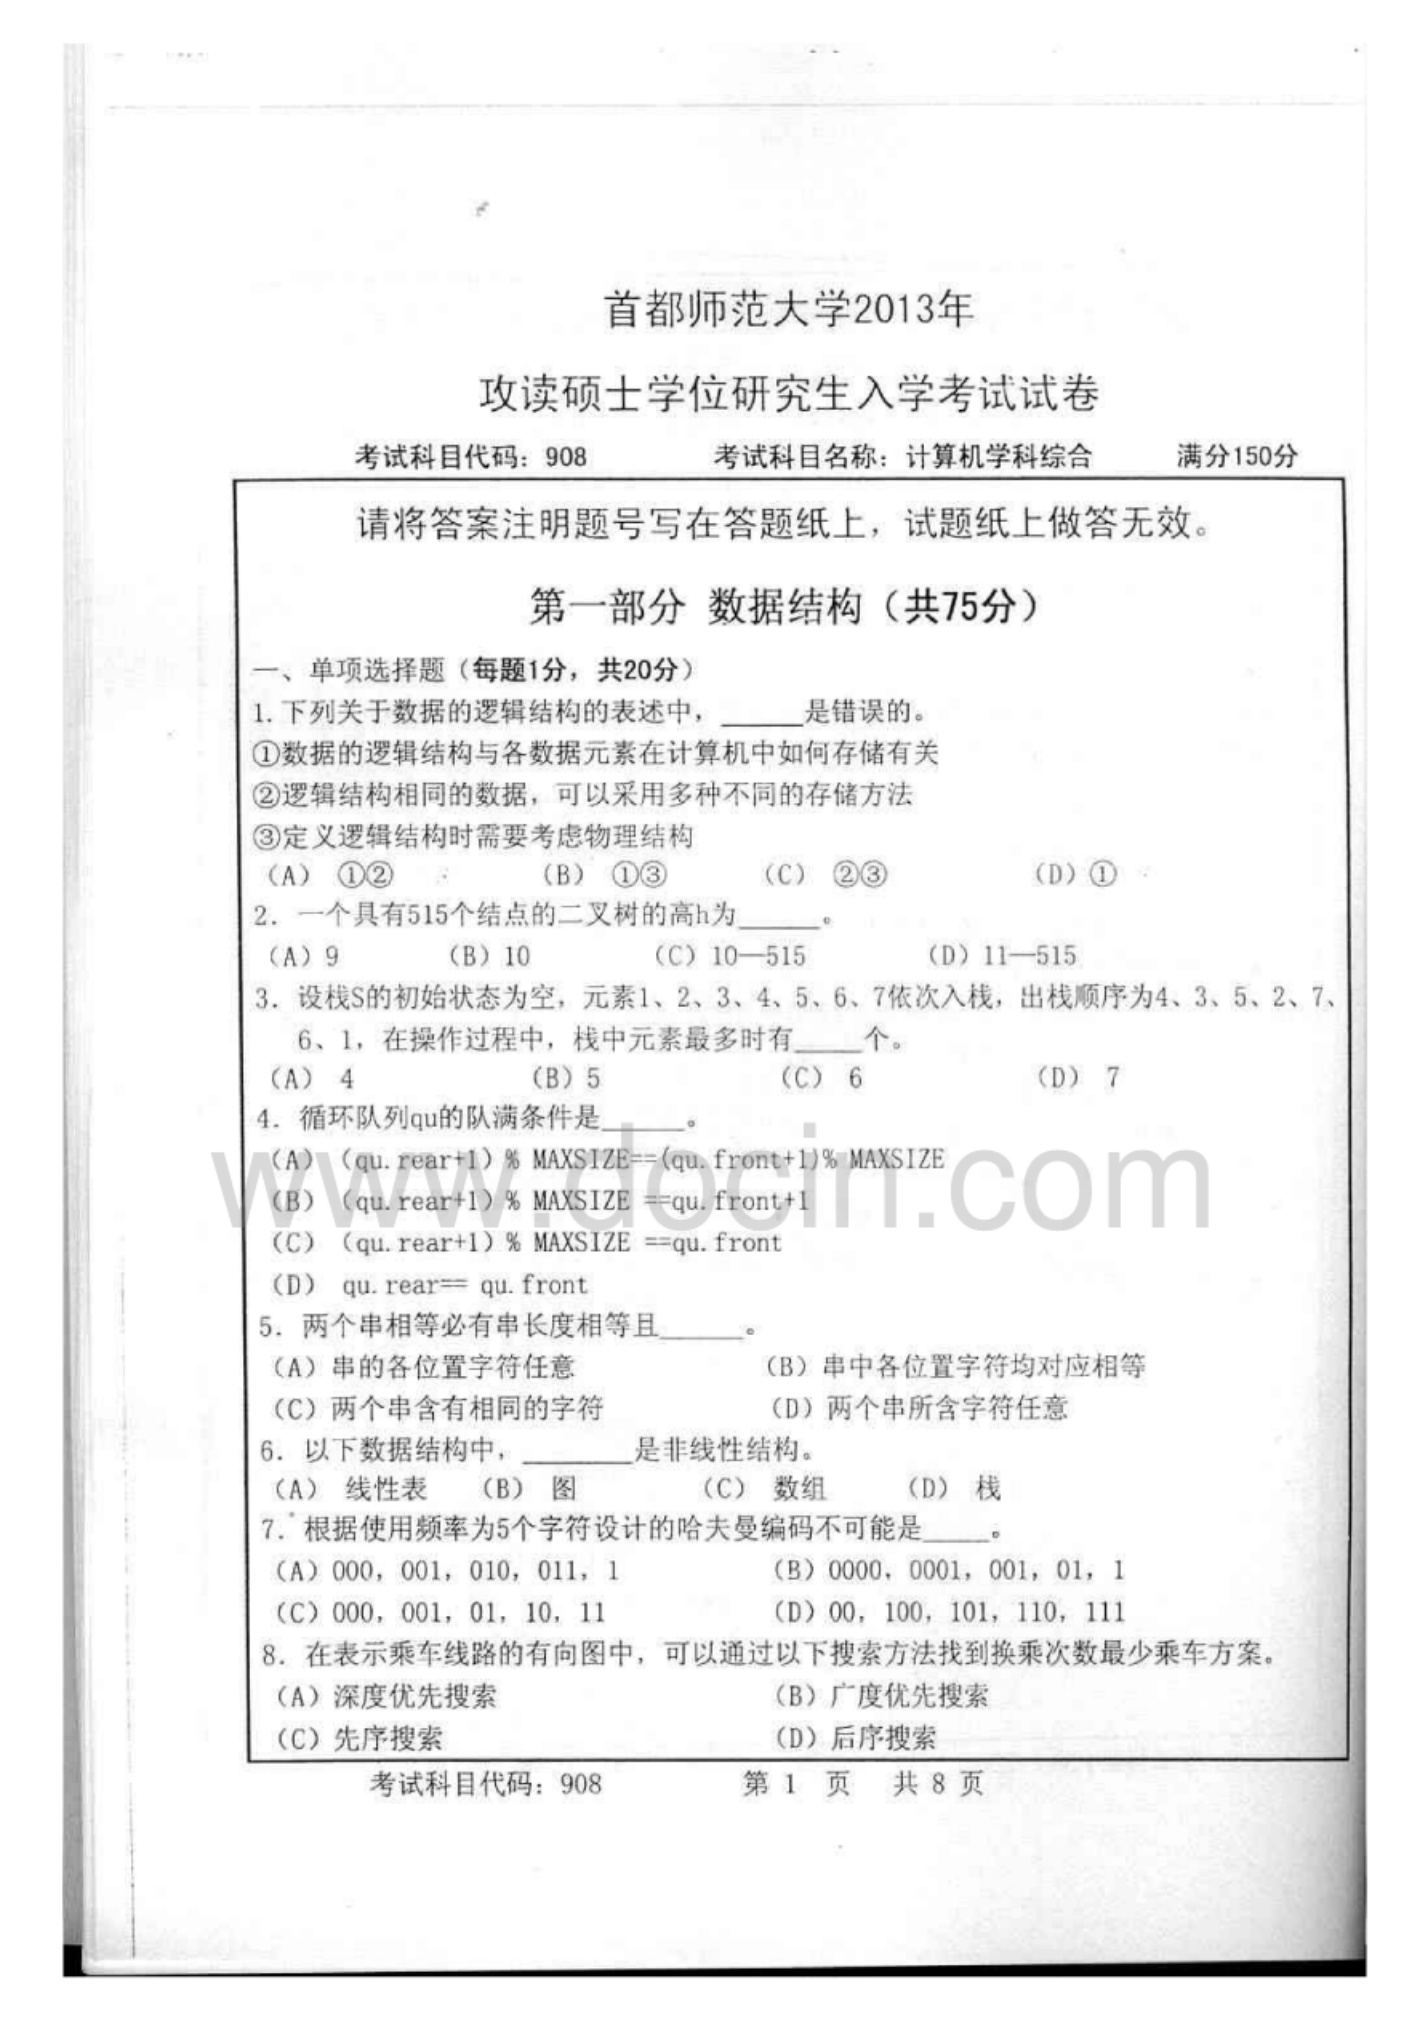 首都师范大学2013年
攻读硕士学位研究生入学考试试卷
考试科目代码：908 考试科目名称：计算机学科综合 满分150分
请将答案注明题号写在答题纸上，试题纸上做答无效。
第一部分 数据结构（共75分）
一、单项选择题（每题1分，共20分）
1. 下列关于数据的逻辑结构的表述中，______是错误的。
①数据的逻辑结构与各数据元素在计算机中如何存储有关
②逻辑结构相同的数据，可以采用多种不同的存储方法
③定义逻辑结构时需要考虑物理结构
（A） ①② （B） ①③ （C） ②③ （D）①
2. 一个具有515个结点的二叉树的高h为______。
（A）9 （B）10 （C）10—515 （D）11—515
3. 设栈S的初始状态为空，元素1、2、3、4、5、6、7依次入栈，出栈顺序为4、3、5、2、7、
6、1，在操作过程中，栈中元素最多时有_____个。
（A） 4 （B）5 （C） 6 （D） 7
4. 循环队列qu的队满条件是______。
（A）（qu.rear+1）% MAXSIZE==(qu.front+1)% MAXSIZE
（B）（qu.rear+1）% MAXSIZE ==qu.front+1
（C）（qu.rear+1）% MAXSIZE ==qu.front
（D） qu.rear== qu.front
5. 两个串相等必有串长度相等且______。
（A）串的各位置字符任意 （B）串中各位置字符均对应相等
（C）两个串含有相同的字符 （D）两个串所含字符任意
6. 以下数据结构中，________是非线性结构。
（A） 线性表 （B） 图 （C） 数组 （D） 栈
7. 根据使用频率为5个字符设计的哈夫曼编码不可能是_____。
（A）000，001，010，011，1 （B）0000，0001，001，01，1
（C）000，001，01，10，11 （D）00，100，101，110，111
8. 在表示乘车线路的有向图中，可以通过以下搜索方法找到换乘次数最少乘车方案。
（A）深度优先搜索 （B）广度优先搜索
（C）先序搜索 （D）后序搜索
考试科目代码：908 第 1 页 共 8 页
www.docin.com